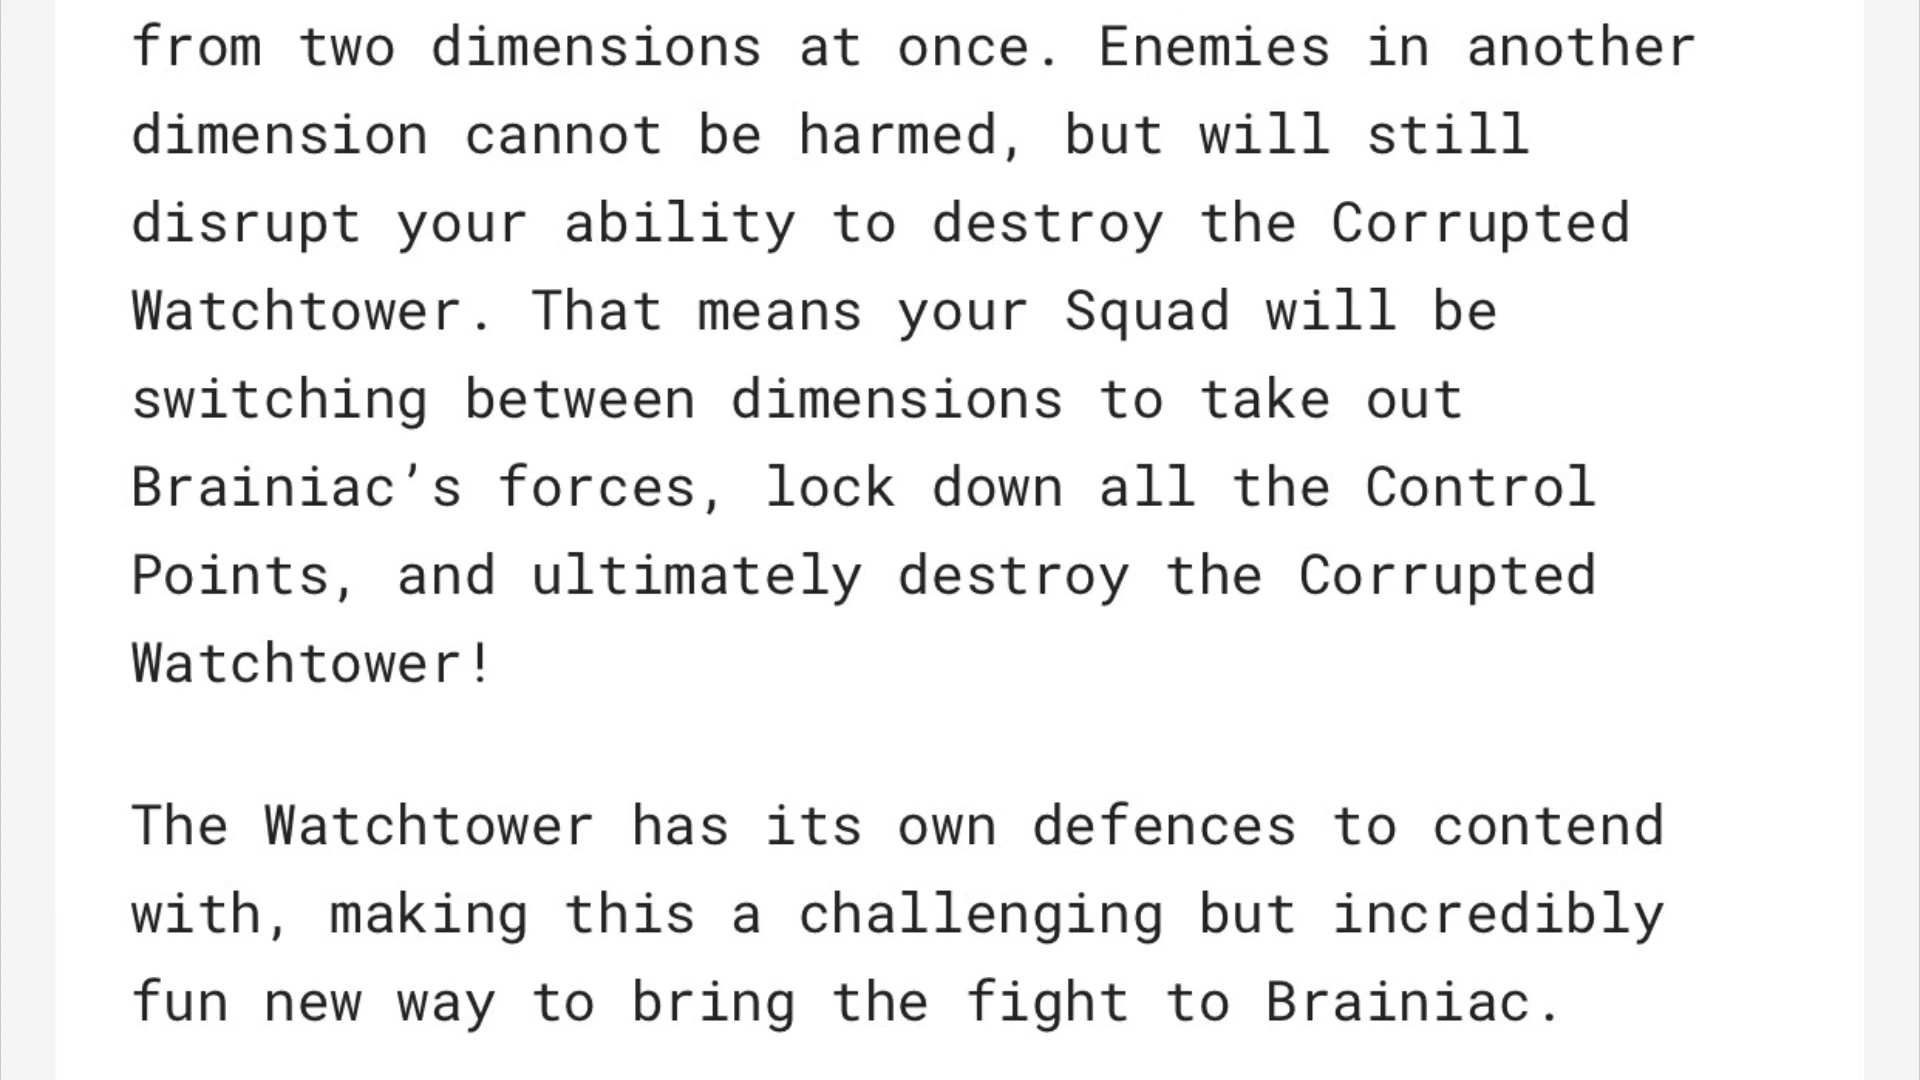 from two dimensions at once. Enemies in another
dimension cannot be harmed, but will still
disrupt your ability to destroy the Corrupted
Watchtower. That means your Squad will be
switching between dimensions to take out
Brainiac’s forces, lock down all the Control
Points, and ultimately destroy the Corrupted
Watchtower!
The Watchtower has its own defences to contend
with, making this a challenging but incredibly
fun new way to bring the fight to Brainiac.